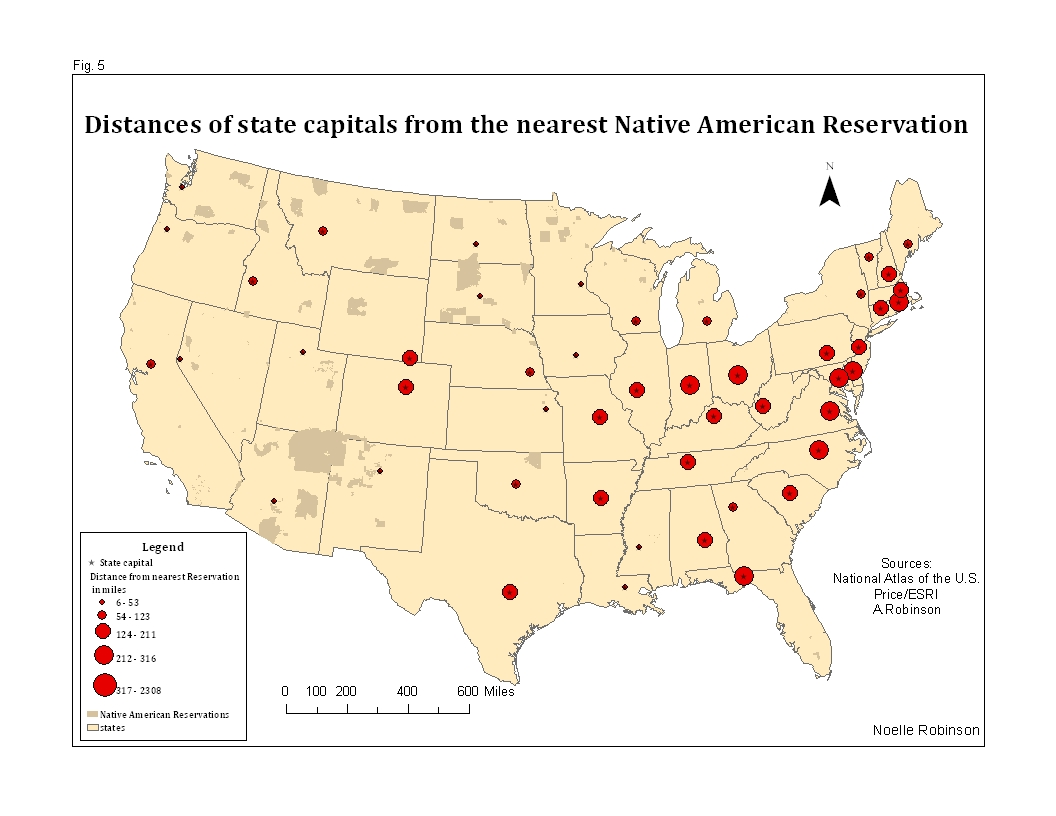 Fig. 5
Distances of state capitals from the nearest Native American Reservation
N
Legend
State capital
Distance from nearest Reservation
in miles
6 - 53
54 - 123
124 - 211
212 - 316
317 - 2308
Native American Reservations
states
0 100 200 400 600 Miles
Sources:
National Atlas of the U.S.
Price/ESRI
A Robinson
Noelle Robinson